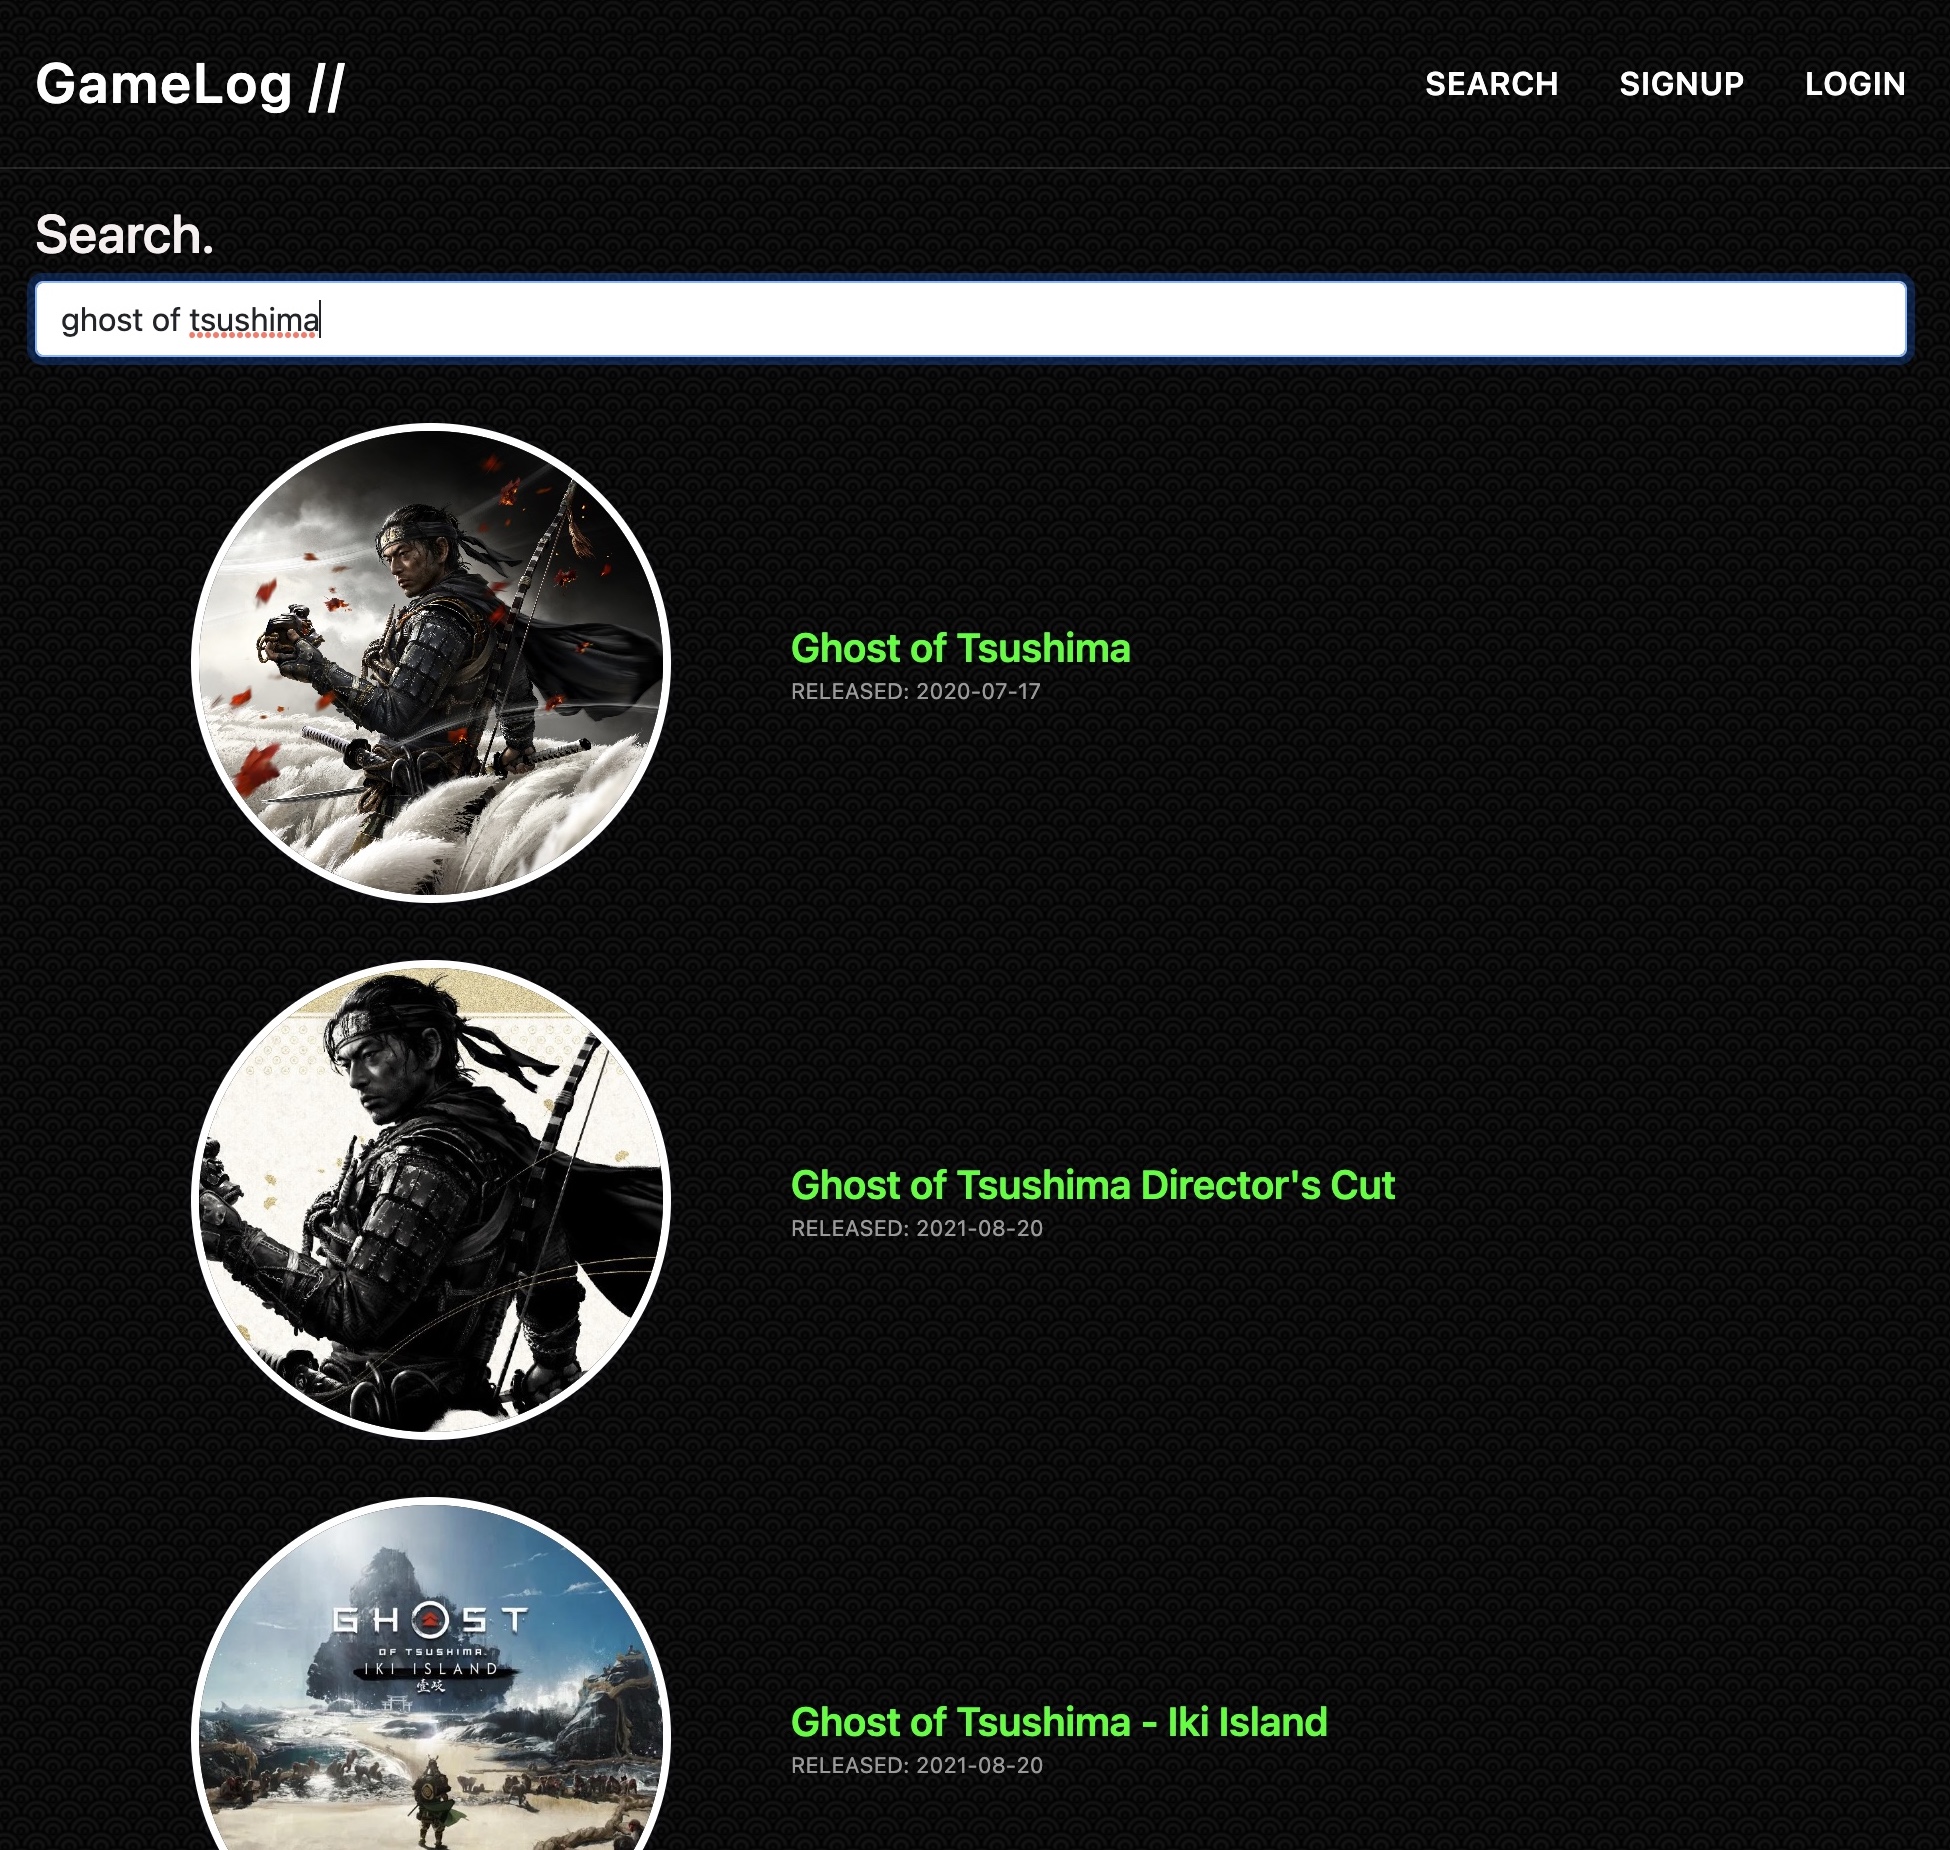 GameLog //
SEARCH SIGNUP LOGIN
Search.
ghost of tsushima
Ghost of Tsushima
RELEASED: 2020-07-17
Ghost of Tsushima Director's Cut
RELEASED: 2021-08-20
GHOST
OF TSUSHIMA
IKI ISLAND
壹岐
Ghost of Tsushima - Iki Island
RELEASED: 2021-08-20